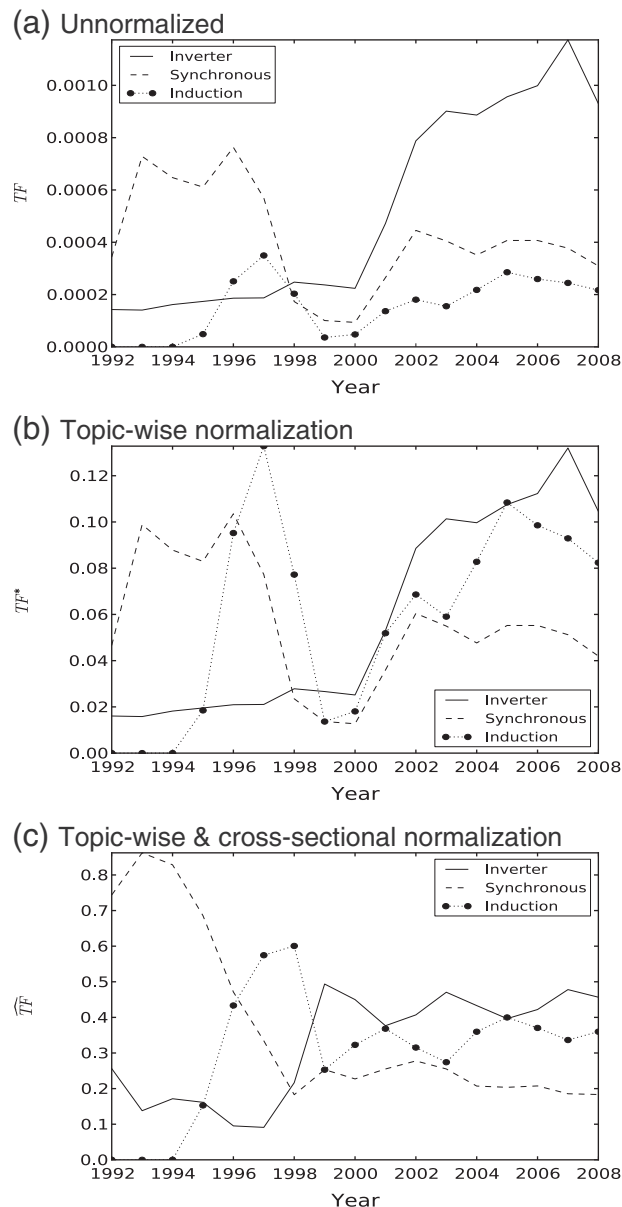 (a) Unnormalized
Inverter
Synchronous
Induction
0.0010
0.0008
0.0006
0.0004
0.0002
0.0000
TF
1992 1994 1996 1998 2000 2002 2004 2006 2008
Year
(b) Topic-wise normalization
0.12
0.10
0.08
0.06
0.04
0.02
0.00
TF*
Inverter
Synchronous
Induction
1992 1994 1996 1998 2000 2002 2004 2006 2008
Year
(c) Topic-wise & cross-sectional normalization
Inverter
Synchronous
Induction
0.8
0.7
0.6
0.5
0.4
0.3
0.2
0.1
0.0
T̂F
1992 1994 1996 1998 2000 2002 2004 2006 2008
Year